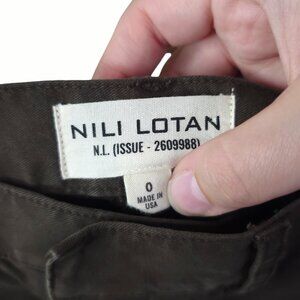 NILI LOTAN
N.L. (ISSUE - 2609988)
0
MADE IN
USA